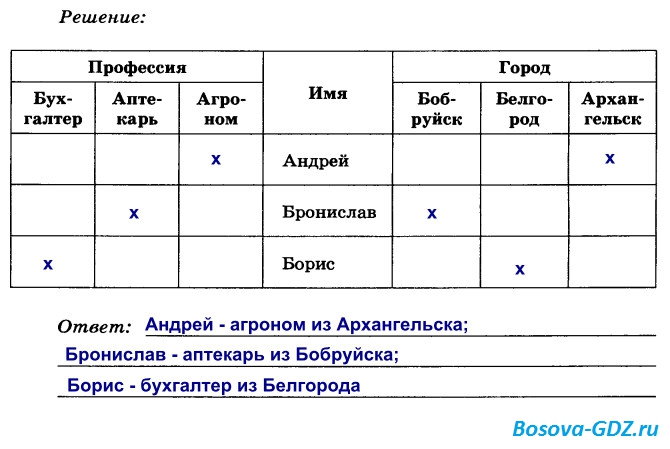 Решение:
Профессия Имя Город
Бух-
галтер Апте-
карь Агро-
ном Боб-
руйск Белго-
род Архан-
гельск
x Андрей x
x Бронислав x
x Борис x
Ответ: Андрей - агроном из Архангельска;
Бронислав - аптекарь из Бобруйска;
Борис - бухгалтер из Белгорода
Bosova-GDZ.ru